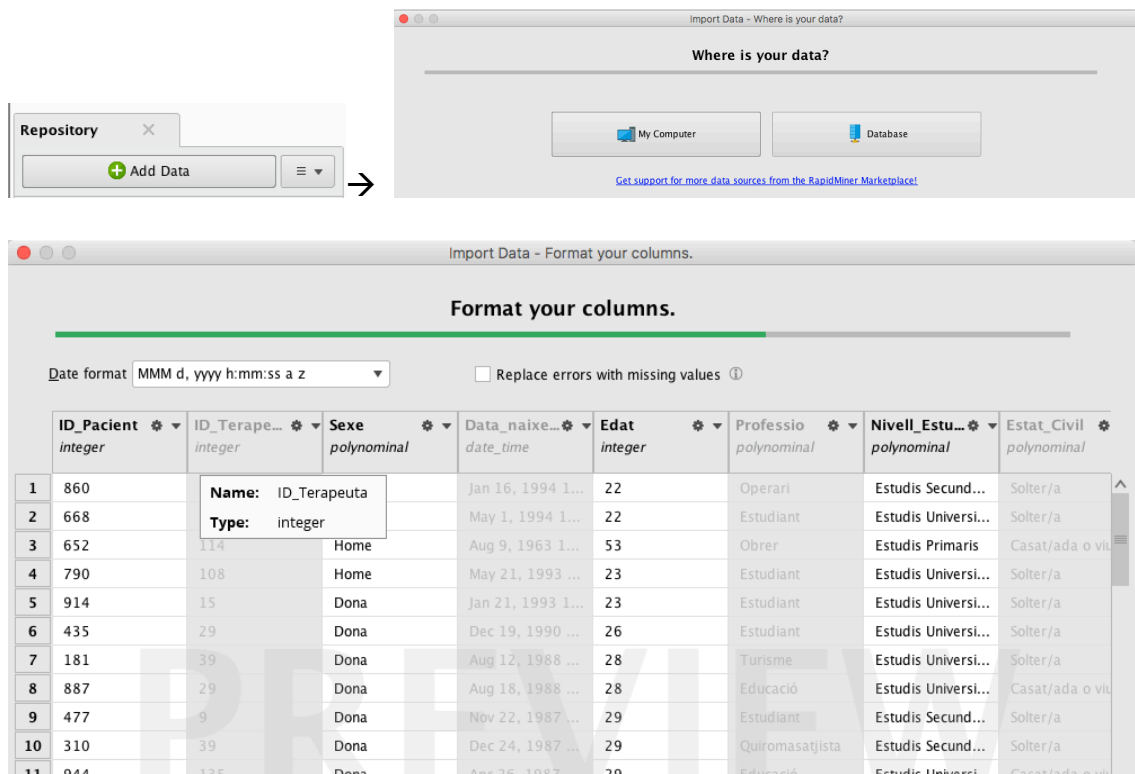 Import Data - Where is your data?
Where is your data?
My Computer
Database
Get support for more data sources from the RapidMiner Marketplace!
Repository
Add Data
→
Import Data - Format your columns.
Format your columns.
Date format MMM d, yyyy h:mm:ss a z
Replace errors with missing values
ID_Pacient ID_Terape... Sexe Data_naixe... Edat Professio Nivell_Estu... Estat_Civil
integer integer polynominal date_time integer polynominal polynominal polynominal
1 860 Jan 16, 1994 1... 22 Operari Estudis Secund... Solter/a
Name: ID_Terapeuta
2 668 May 1, 1994 1... 22 Estudiant Estudis Universi... Solter/a
Type: integer
3 652 114 Home Aug 9, 1963 1... 53 Obrer Estudis Primaris Casat/ada o viu
4 790 108 Home May 21, 1993 ... 23 Estudiant Estudis Universi... Solter/a
5 914 15 Dona Jan 21, 1993 1... 23 Estudiant Estudis Universi... Solter/a
6 435 29 Dona Dec 19, 1990 ... 26 Estudiant Estudis Universi... Solter/a
7 181 39 Dona Aug 12, 1988 ... 28 Turisme Estudis Universi... Solter/a
8 887 29 Dona Aug 18, 1988 ... 28 Educació Estudis Universi... Casat/ada o viu
9 477 9 Dona Nov 22, 1987 ... 29 Estudiant Estudis Secund... Solter/a
10 310 39 Dona Dec 24, 1987 ... 29 Quiromasatjista Estudis Secund... Solter/a
PREVIEW